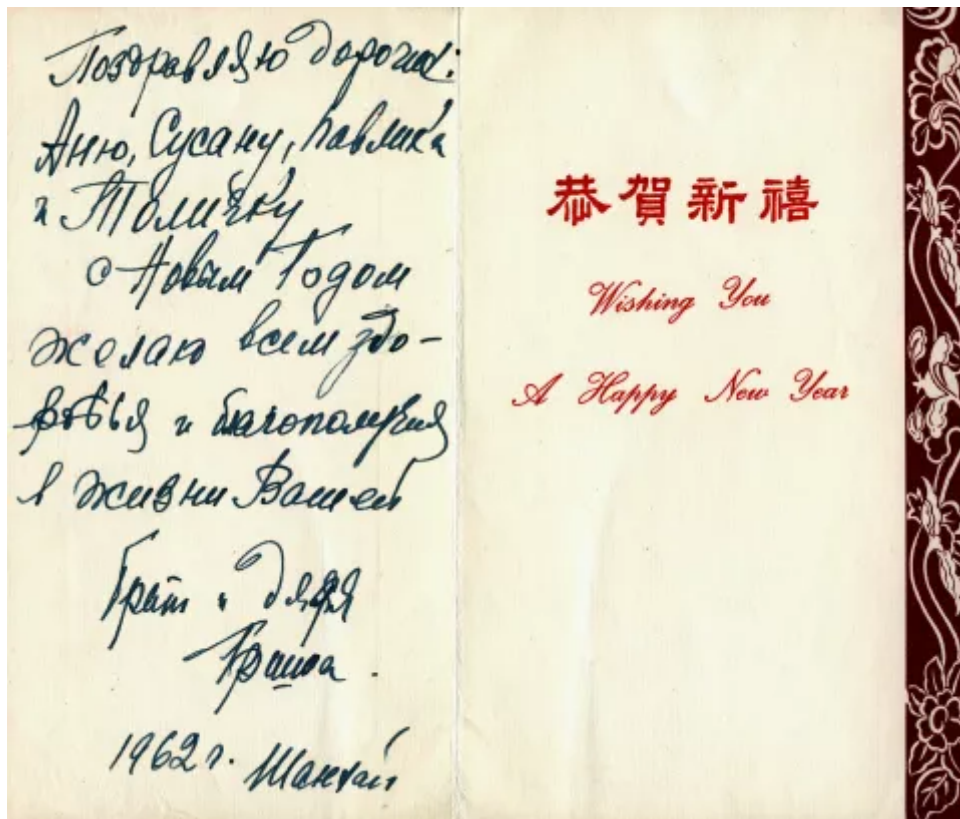 Поздравляю дорогих:
Аню, Сусану, Павлика
и Толичку
с Новым Годом
желаю всем здо-
ровья и благополучия
в жизни Вашей
Брат и дядя
Гриша.
1962 г. Шанхай
恭賀新禧
Wishing You
A Happy New Year